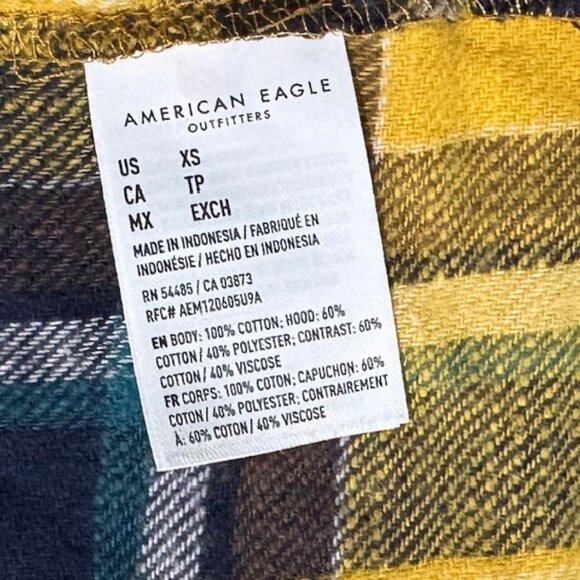 AMERICAN EAGLE
OUTFITTERS
US XS
CA TP
MX EXCH
MADE IN INDONESIA / FABRIQUÉ EN
INDONÉSIE / HECHO EN INDONESIA
RN 54485 / CA 03873
RFC# AEM120605U9A
EN BODY: 100% COTTON; HOOD: 60%
COTTON / 40% POLYESTER; CONTRAST: 60%
COTTON / 40% VISCOSE
FR CORPS: 100% COTON; CAPUCHON: 60%
COTON / 40% POLYESTER; CONTRAIREMENT
À: 60% COTON / 40% VISCOSE